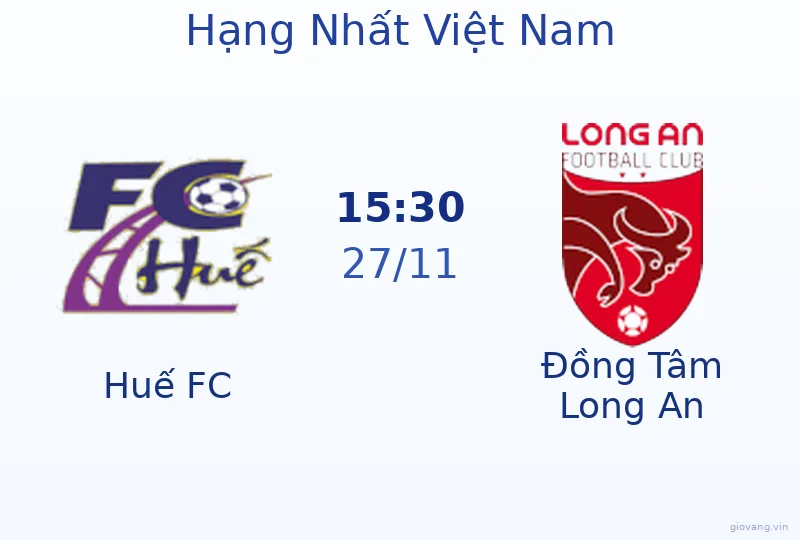 Hạng Nhất Việt Nam
FC
Huế
15:30
27/11
LONG AN
FOOTBALL CLUB
Huế FC
Đồng Tâm
Long An
giovang.vin